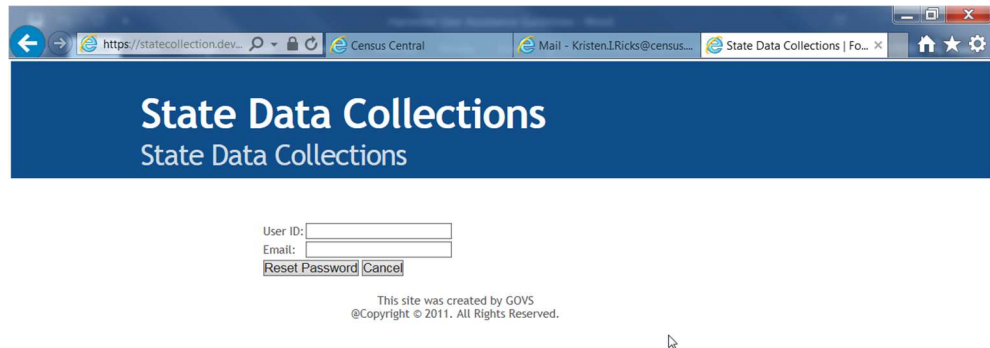 https://statecollection.dev...
Census Central
Mail - Kristen.I.Ricks@census....
State Data Collections | Fo...
State Data Collections
State Data Collections
User ID:
Email:
Reset Password Cancel
This site was created by GOVS
@Copyright © 2011. All Rights Reserved.